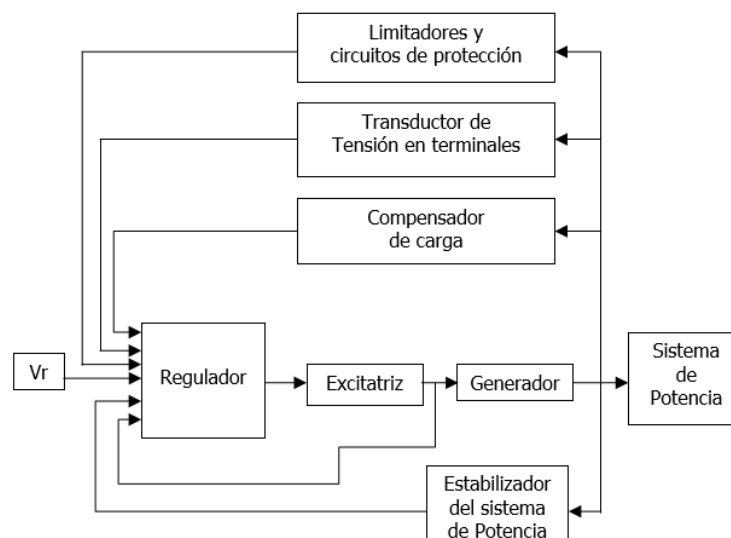 Limitadores y
circuitos de protección
Transductor de
Tensión en terminales
Compensador
de carga
Vr
Regulador
Excitatriz
Generador
Sistema
de
Potencia
Estabilizador
del sistema
de Potencia